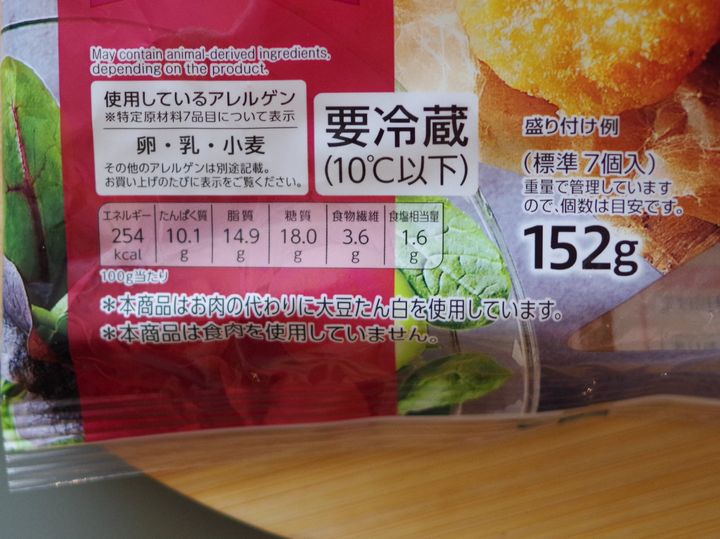 May contain animal-derived ingredients,
depending on the product.
使用しているアレルゲン
※特定原材料7品目について表示
卵・乳・小麦
その他のアレルゲンは別途記載。
お買い上げのたびに表示をご覧ください。
要冷蔵
(10℃以下)
盛り付け例
(標準7個入)
重量で管理しています
ので、個数は目安です。
152g
エネルギー たんぱく質 脂質 糖質 食物繊維 食塩相当量
254 10.1 14.9 18.0 3.6 1.6
kcal g g g g g
100g当たり
＊本商品はお肉の代わりに大豆たん白を使用しています。
＊本商品は食肉を使用していません。